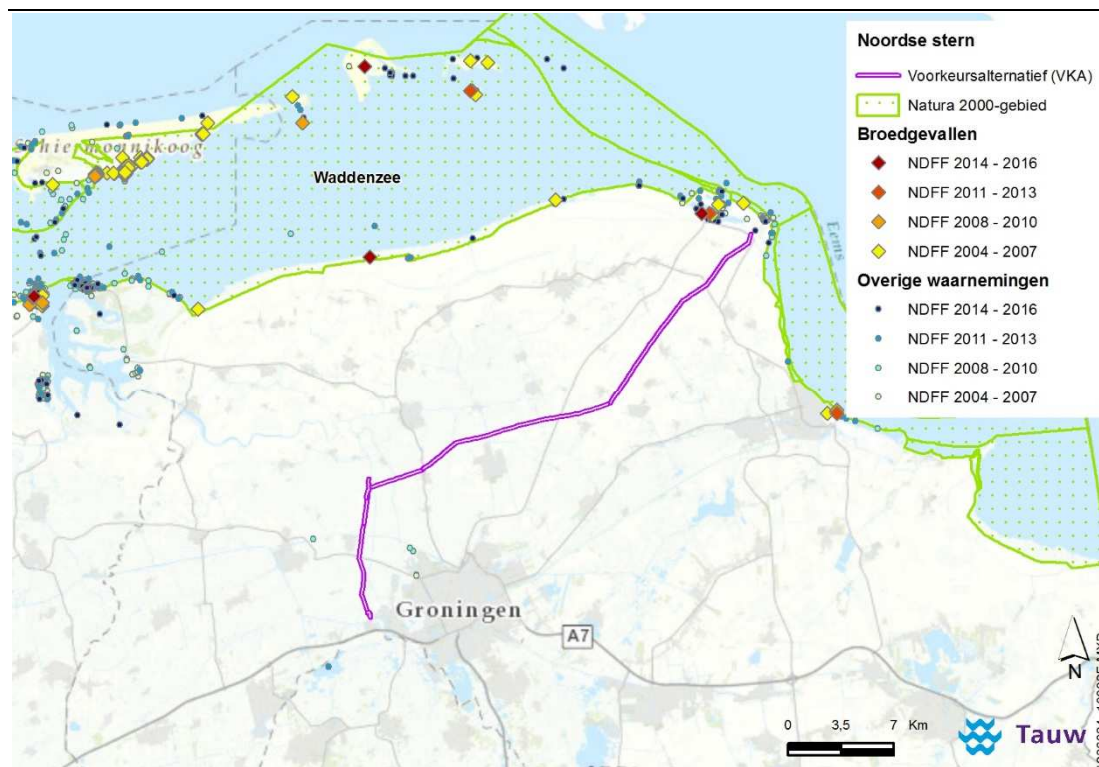 Noordse stern
Voorkeursalternatief (VKA)
Natura 2000-gebied
Broedgevallen
NDFF 2014 - 2016
NDFF 2011 - 2013
NDFF 2008 - 2010
NDFF 2004 - 2007
Overige waarnemingen
NDFF 2014 - 2016
NDFF 2011 - 2013
NDFF 2008 - 2010
NDFF 2004 - 2007
Waddenzee
Eems
Groningen
A7
N
0 3,5 7 Km
Tauw